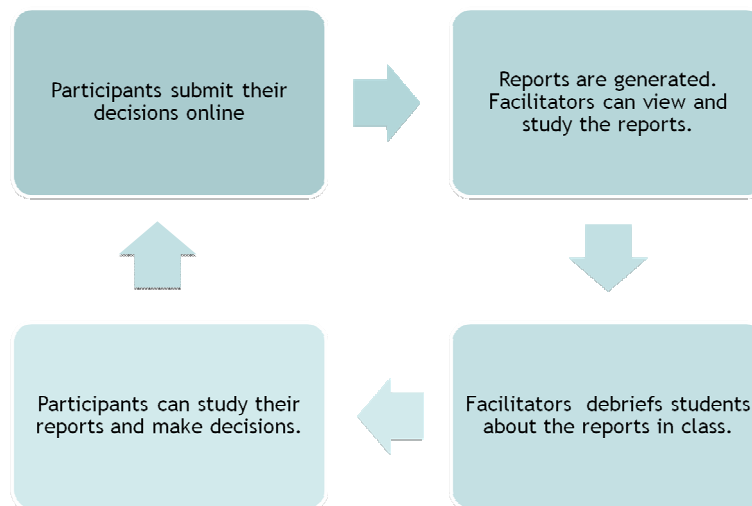 Participants submit their
decisions online
Reports are generated.
Facilitators can view and
study the reports.
Participants can study their
reports and make decisions.
Facilitators debriefs students
about the reports in class.